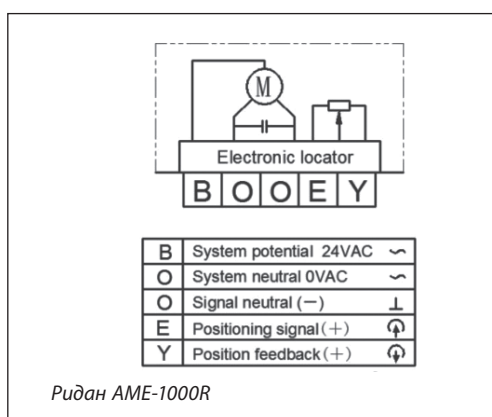 M
Electronic locator
B O O E Y
B System potential 24VAC ~
O System neutral 0VAC ~
O Signal neutral (—) ⊥
E Positioning signal (+)
Y Position feedback (+)
Ридан AME-1000R